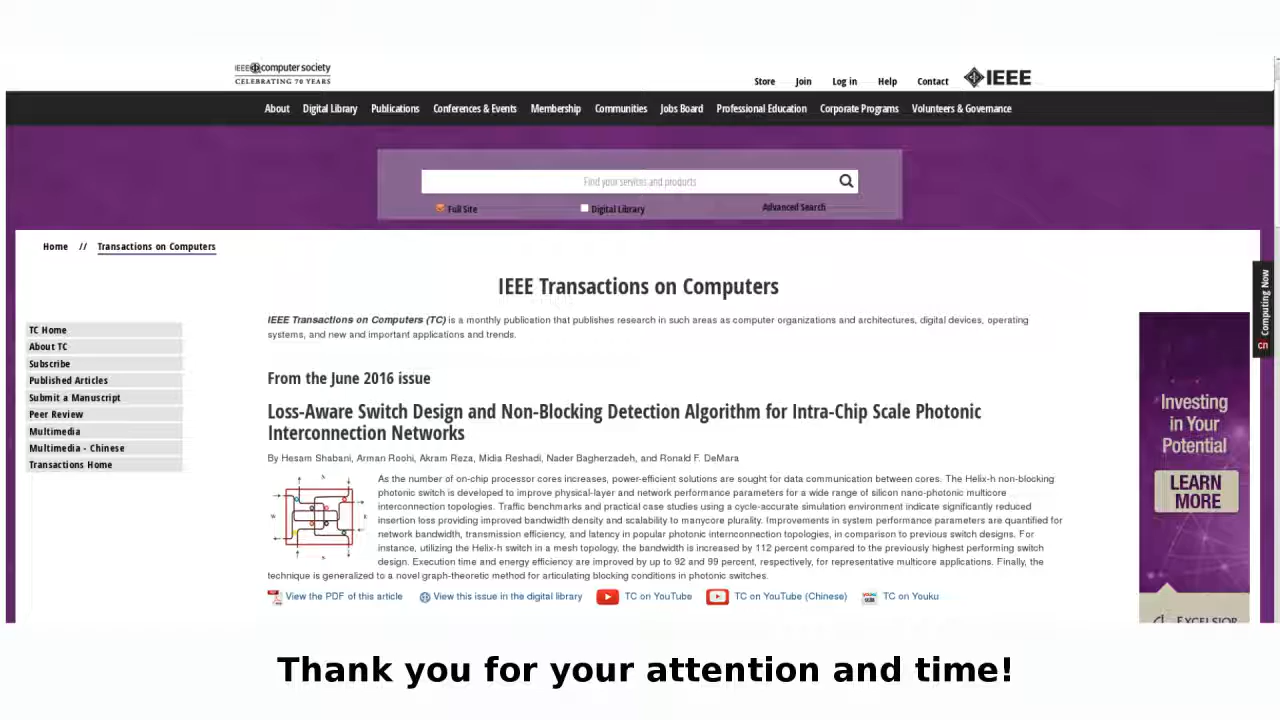 IEEE computer society
CELEBRATING 70 YEARS
Store Join Log in Help Contact IEEE
About Digital Library Publications Conferences & Events Membership Communities Jobs Board Professional Education Corporate Programs Volunteers & Governance
Find your services and products
Full Site Digital Library Advanced Search
Home // Transactions on Computers
Computing Now
cn
IEEE Transactions on Computers
IEEE Transactions on Computers (TC) is a monthly publication that publishes research in such areas as computer organizations and architectures, digital devices, operating
systems, and new and important applications and trends.
TC Home
About TC
Subscribe
Published Articles
Submit a Manuscript
Peer Review
Multimedia
Multimedia - Chinese
Transactions Home
From the June 2016 issue
Loss-Aware Switch Design and Non-Blocking Detection Algorithm for Intra-Chip Scale Photonic
Interconnection Networks
By Hesam Shabani, Arman Roohi, Akram Reza, Midia Reshadi, Nader Bagherzadeh, and Ronald F. DeMara
As the number of on-chip processor cores increases, power-efficient solutions are sought for data communication between cores. The Helix-h non-blocking
photonic switch is developed to improve physical-layer and network performance parameters for a wide range of silicon nano-photonic multicore
interconnection topologies. Traffic benchmarks and practical case studies using a cycle-accurate simulation environment indicate significantly reduced
insertion loss providing improved bandwidth density and scalability to manycore plurality. Improvements in system performance parameters are quantified for
network bandwidth, transmission efficiency, and latency in popular photonic internconnection topologies, in comparison to previous switch designs. For
instance, utilizing the Helix-h switch in a mesh topology, the bandwidth is increased by 112 percent compared to the previously highest performing switch
design. Execution time and energy efficiency are improved by up to 92 and 99 percent, respectively, for representative multicore applications. Finally, the
technique is generalized to a novel graph-theoretic method for articulating blocking conditions in photonic switches.
View the PDF of this article View this issue in the digital library TC on YouTube TC on YouTube (Chinese) TC on Youku
Investing
in Your
Potential
LEARN
MORE
EXCELSIOR
Thank you for your attention and time!